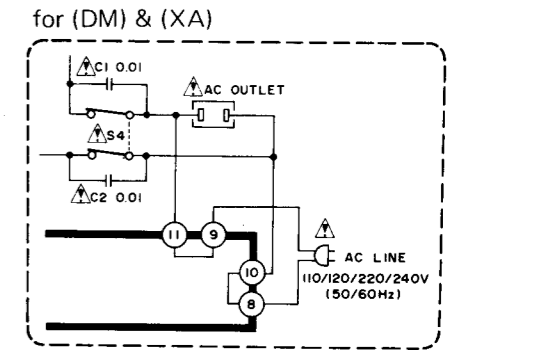 for (DM) & (XA)
C1 0.01
AC OUTLET
S4
C2 0.01
11
9
10
8
AC LINE
110/120/220/240V
(50/60Hz)